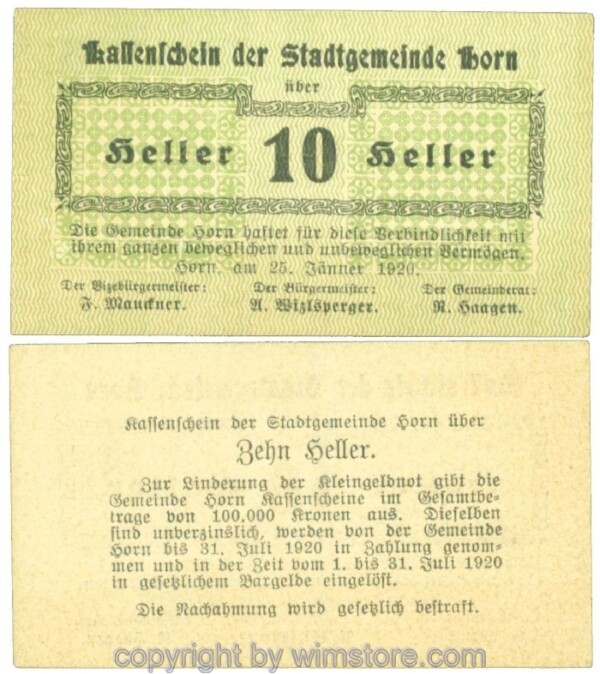 Kassenschein der Stadtgemeinde Horn
über
Heller 10 Heller
Die Gemeinde Horn haftet für diese Verbindlichkeit mit
ihrem ganzen beweglichen und unbeweglichen Vermögen.
Horn, am 25. Jänner 1920.
Der Vizebürgermeister: Der Bürgermeister: Der Gemeinderat:
F. Mauckner. A. Wizlsperger. R. Haagen.
Kassenschein der Stadtgemeinde Horn über
Zehn Heller.
Zur Linderung der Kleingeldnot gibt die
Gemeinde Horn Kassenscheine im Gesamtbe-
trage von 100.000 Kronen aus. Dieselben
sind unverzinslich, werden von der Gemeinde
Horn bis 31. Juli 1920 in Zahlung genom-
men und in der Zeit vom 1. bis 31. Juli 1920
in gesetzlichem Bargelde eingelöst.
Die Nachahmung wird gesetzlich bestraft.
copyright by wimstore.com